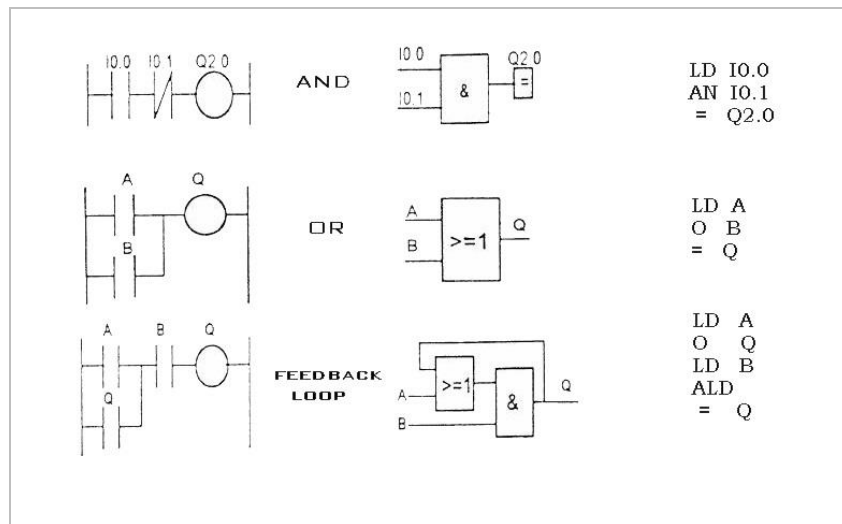 I0.0 I0.1 Q2.0
AND
I0.0 Q2.0
& =
I0.1
LD I0.0
AN I0.1
= Q2.0
A Q
B
OR
A Q
>=1
B
LD A
O B
= Q
A B Q
Q
FEEDBACK
LOOP
>=1 Q
A &
B
LD A
O Q
LD B
ALD
= Q